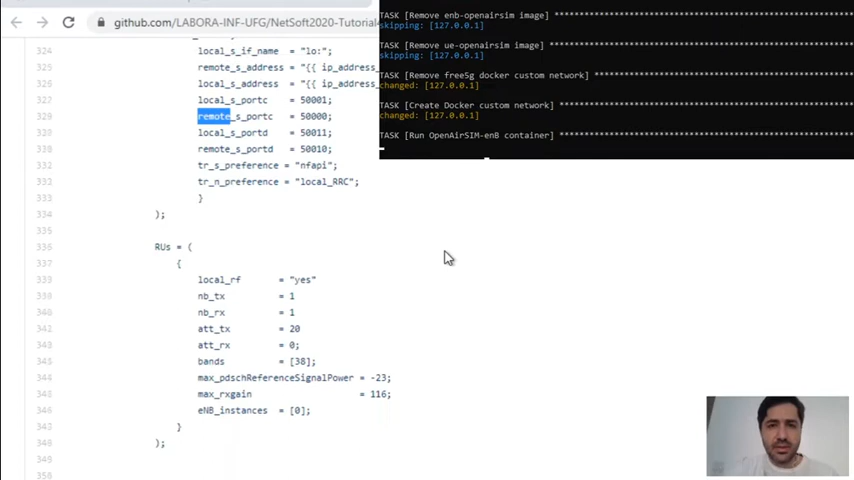 github.com/LABORA-INF-UFG/NetSoft2020-Tutorial
324 local_s_if_name = "lo:";
325 remote_s_address = "{{ ip_address_
326 local_s_address = "{{ ip_address_
327 local_s_portc = 50001;
329 remote_s_portc = 50000;
328 local_s_portd = 50011;
330 remote_s_portd = 50010;
331 tr_s_preference = "nfapi";
332 tr_n_preference = "local_RRC";
333 }
334 );
335
336 RUs = (
337 {
339 local_rf = "yes"
338 nb_tx = 1
340 nb_rx = 1
342 att_tx = 20
341 att_rx = 0;
345 bands = [38];
344 max_pdschReferenceSignalPower = -23;
max_rxgain = 116;
346 eNB_instances = [0];
}
);
349
350
TASK [Remove enb-openairsim image] ****
skipping: [127.0.0.1]
TASK [Remove ue-openairsim image] ****
skipping: [127.0.0.1]
TASK [Remove free5g docker custom network] ****
changed: [127.0.0.1]
TASK [Create Docker custom network] ****
changed: [127.0.0.1]
TASK [Run OpenAirSIM-enB container] ****